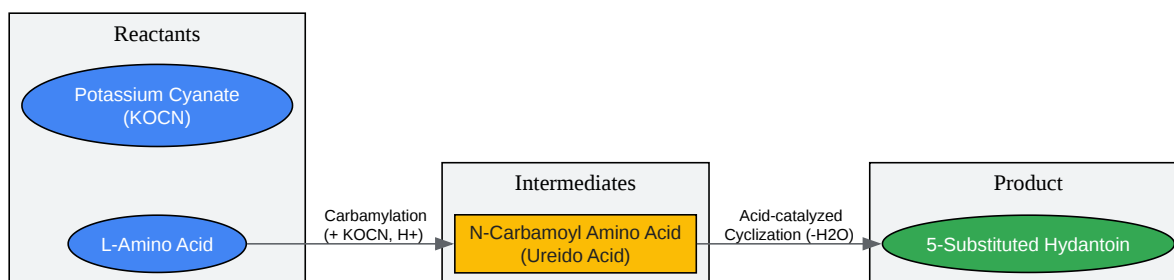 Reactants
Potassium Cyanate
(KOCN)
L-Amino Acid
Carbamylation
(+ KOCN, H+)
Intermediates
N-Carbamoyl Amino Acid
(Ureido Acid)
Acid-catalyzed
Cyclization (-H2O)
Product
5-Substituted Hydantoin